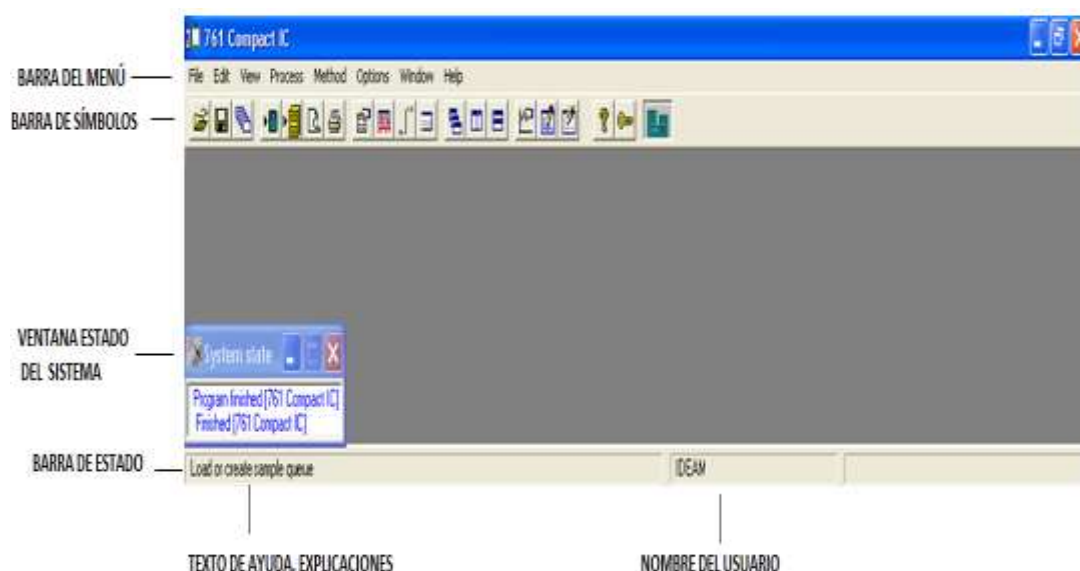 761 Compact IC
BARRA DEL MENÚ
File Edit View Process Method Options Window Help
BARRA DE SÍMBOLOS
VENTANA ESTADO
DEL SISTEMA
System state
Program finished [761 Compact IC]
Finished [761 Compact IC]
BARRA DE ESTADO
Load or create sample queue
IDEAM
TEXTO DE AYUDA, EXPLICACIONES
NOMBRE DEL USUARIO